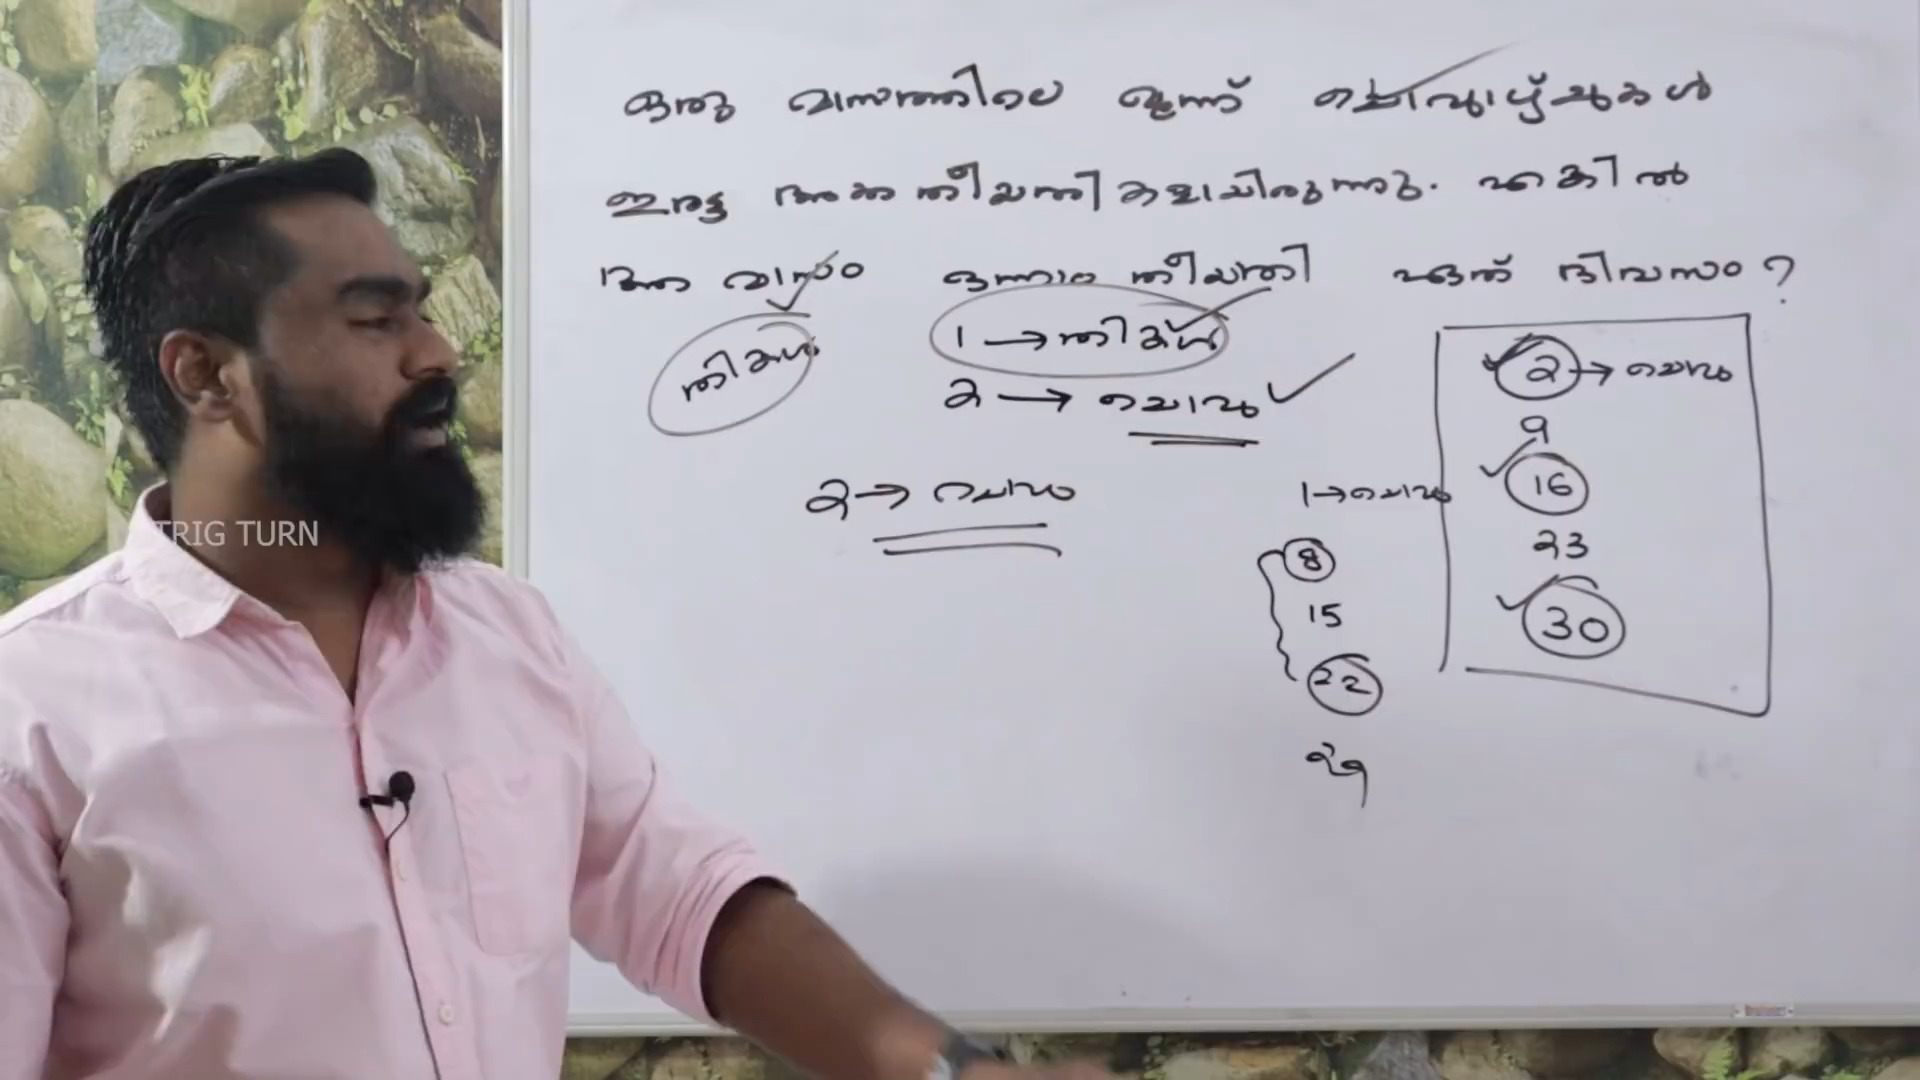 ഒരു മാസത്തിലെ മൂന്ന് ചൊവ്വാഴ്ചകൾ
ഇരട്ട അക്ക തീയതി കളായിരുന്നു. എങ്കിൽ
ആ മാസം ഒന്നാം തീയതി ഏത് ദിവസം?
തിങ്കൾ
1 → തിങ്കൾ
2 → ചൊവ്വ
2 → ചൊവ്വ
1 → ചൊവ്വ
8
15
22
29
2 → ചൊവ്വ
9
16
23
30
TRIG TURN